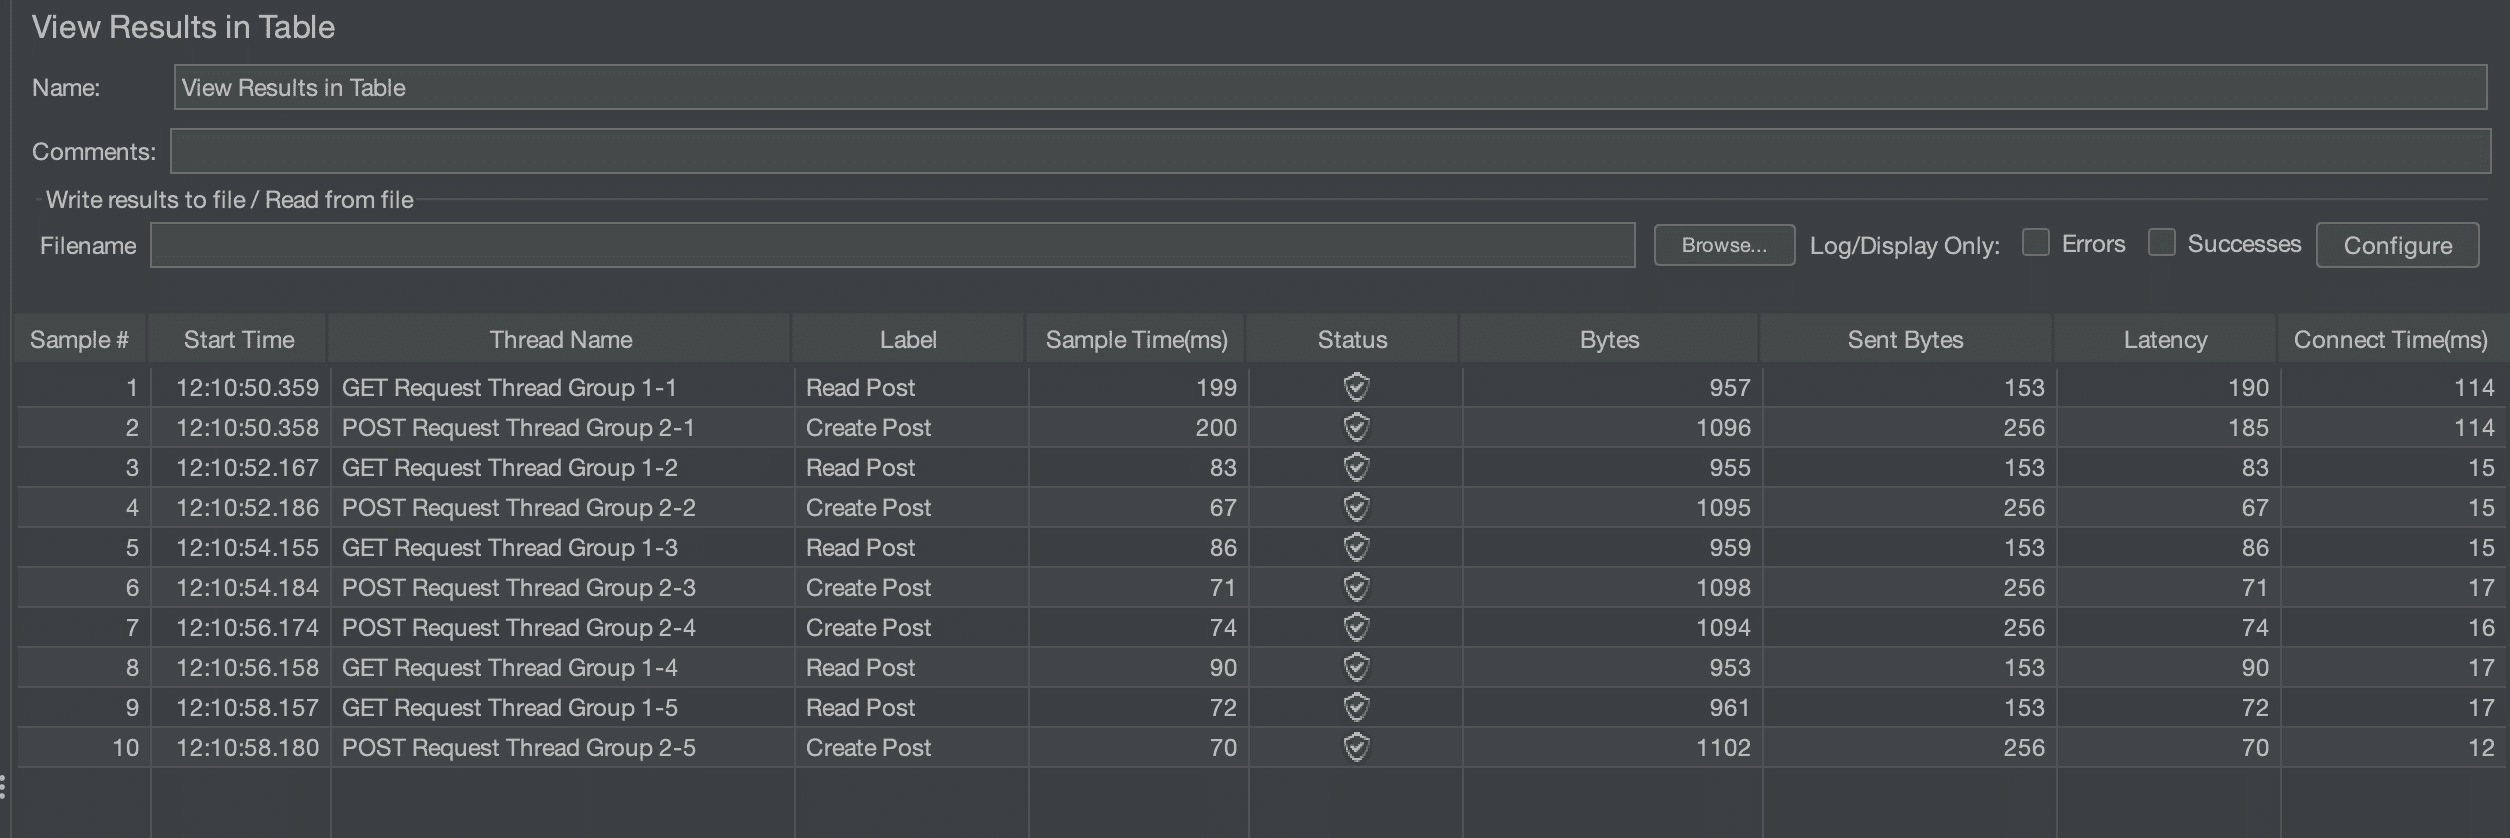 View Results in Table
Name: View Results in Table
Comments:
Write results to file / Read from file
Filename Browse... Log/Display Only: Errors Successes Configure
Sample # Start Time Thread Name Label Sample Time(ms) Status Bytes Sent Bytes Latency Connect Time(ms)
1 12:10:50.359 GET Request Thread Group 1-1 Read Post 199 957 153 190 114
2 12:10:50.358 POST Request Thread Group 2-1 Create Post 200 1096 256 185 114
3 12:10:52.167 GET Request Thread Group 1-2 Read Post 83 955 153 83 15
4 12:10:52.186 POST Request Thread Group 2-2 Create Post 67 1095 256 67 15
5 12:10:54.155 GET Request Thread Group 1-3 Read Post 86 959 153 86 15
6 12:10:54.184 POST Request Thread Group 2-3 Create Post 71 1098 256 71 17
7 12:10:56.174 POST Request Thread Group 2-4 Create Post 74 1094 256 74 16
8 12:10:56.158 GET Request Thread Group 1-4 Read Post 90 953 153 90 17
9 12:10:58.157 GET Request Thread Group 1-5 Read Post 72 961 153 72 17
10 12:10:58.180 POST Request Thread Group 2-5 Create Post 70 1102 256 70 12